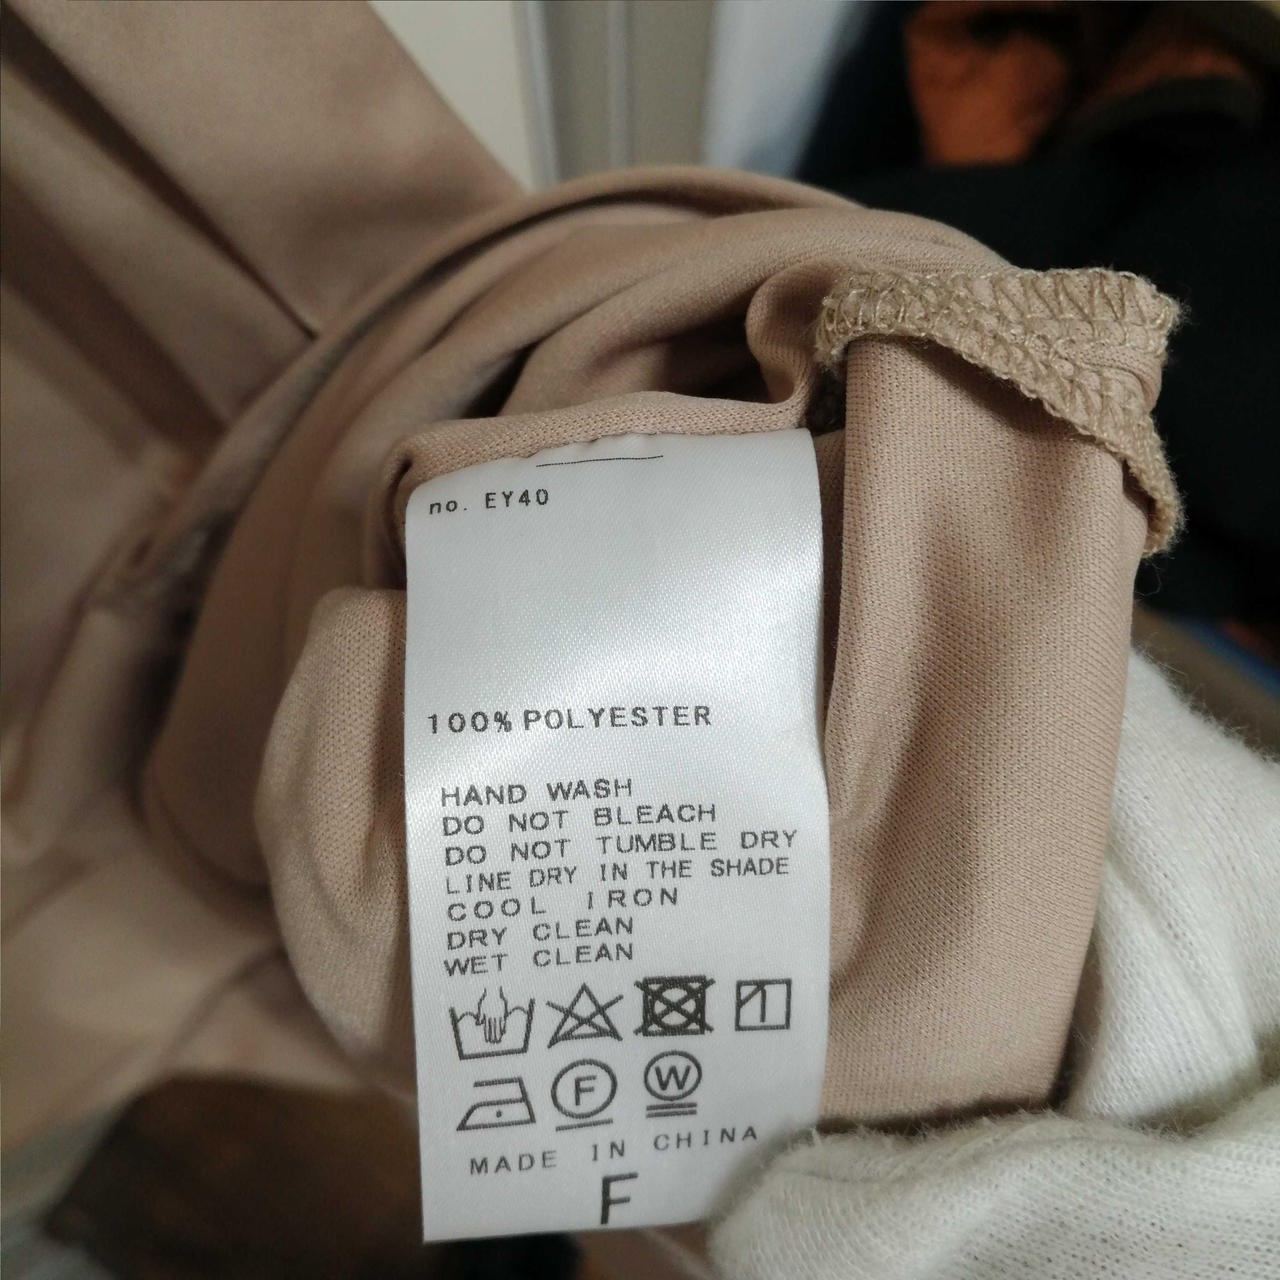 no. EY40
100% POLYESTER
HAND WASH
DO NOT BLEACH
DO NOT TUMBLE DRY
LINE DRY IN THE SHADE
COOL IRON
DRY CLEAN
WET CLEAN
F W
MADE IN CHINA
F